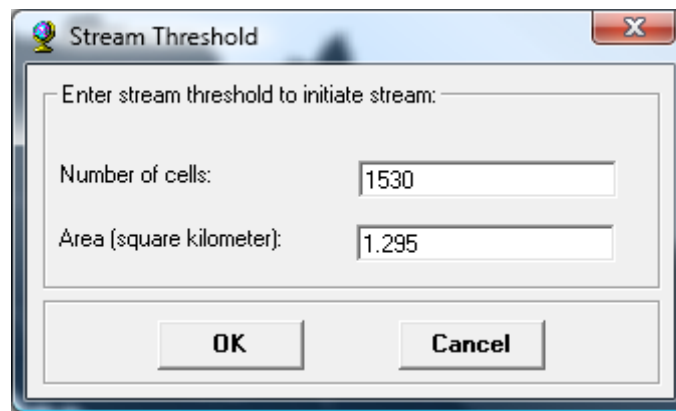 Stream Threshold
Enter stream threshold to initiate stream:
Number of cells: 1530
Area (square kilometer): 1.295
OK Cancel